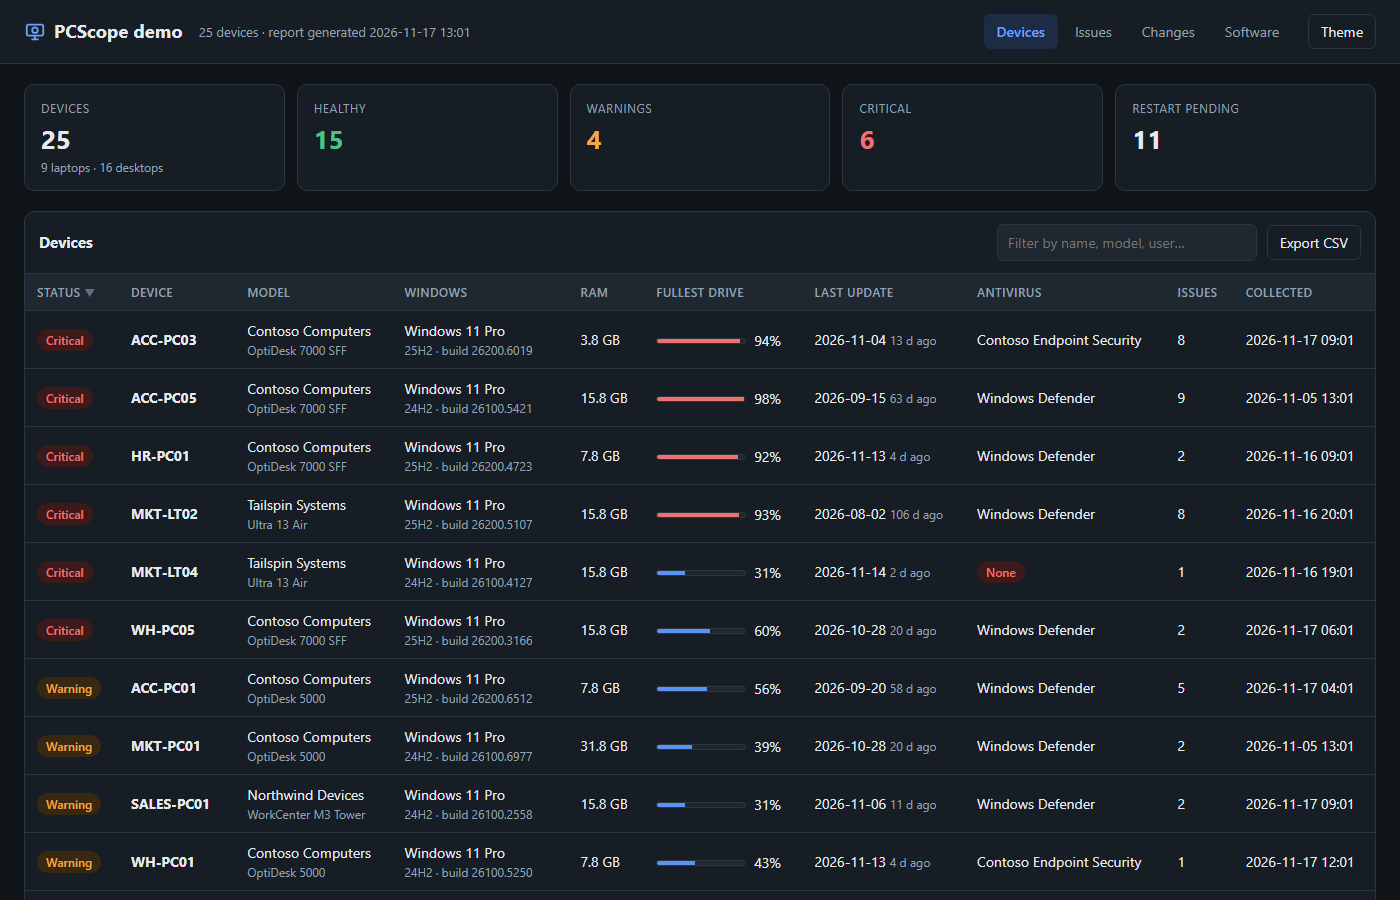 PCScope demo 25 devices · report generated 2026-11-17 13:01 Devices Issues Changes Software Theme
DEVICES
25
9 laptops · 16 desktops
HEALTHY
15
WARNINGS
4
CRITICAL
6
RESTART PENDING
11
Devices Filter by name, model, user... Export CSV
STATUS ▼ DEVICE MODEL WINDOWS RAM FULLEST DRIVE LAST UPDATE ANTIVIRUS ISSUES COLLECTED
Critical ACC-PC03 Contoso Computers Windows 11 Pro 3.8 GB 94% 2026-11-04 13 d ago Contoso Endpoint Security 8 2026-11-17 09:01
OptiDesk 7000 SFF 25H2 · build 26200.6019
Critical ACC-PC05 Contoso Computers Windows 11 Pro 15.8 GB 98% 2026-09-15 63 d ago Windows Defender 9 2026-11-05 13:01
OptiDesk 7000 SFF 24H2 · build 26100.5421
Critical HR-PC01 Contoso Computers Windows 11 Pro 7.8 GB 92% 2026-11-13 4 d ago Windows Defender 2 2026-11-16 09:01
OptiDesk 7000 SFF 25H2 · build 26200.4723
Critical MKT-LT02 Tailspin Systems Windows 11 Pro 15.8 GB 93% 2026-08-02 106 d ago Windows Defender 8 2026-11-16 20:01
Ultra 13 Air 25H2 · build 26200.5107
Critical MKT-LT04 Tailspin Systems Windows 11 Pro 15.8 GB 31% 2026-11-14 2 d ago None 1 2026-11-16 19:01
Ultra 13 Air 24H2 · build 26100.4127
Critical WH-PC05 Contoso Computers Windows 11 Pro 15.8 GB 60% 2026-10-28 20 d ago Windows Defender 2 2026-11-17 06:01
OptiDesk 7000 SFF 25H2 · build 26200.3166
Warning ACC-PC01 Contoso Computers Windows 11 Pro 7.8 GB 56% 2026-09-20 58 d ago Windows Defender 5 2026-11-17 04:01
OptiDesk 5000 25H2 · build 26200.6512
Warning MKT-PC01 Contoso Computers Windows 11 Pro 31.8 GB 39% 2026-10-28 20 d ago Windows Defender 2 2026-11-05 13:01
OptiDesk 5000 24H2 · build 26100.6977
Warning SALES-PC01 Northwind Devices Windows 11 Pro 15.8 GB 31% 2026-11-06 11 d ago Windows Defender 2 2026-11-17 09:01
WorkCenter M3 Tower 24H2 · build 26100.2558
Warning WH-PC01 Contoso Computers Windows 11 Pro 7.8 GB 43% 2026-11-13 4 d ago Contoso Endpoint Security 1 2026-11-17 12:01
OptiDesk 5000 24H2 · build 26100.5250